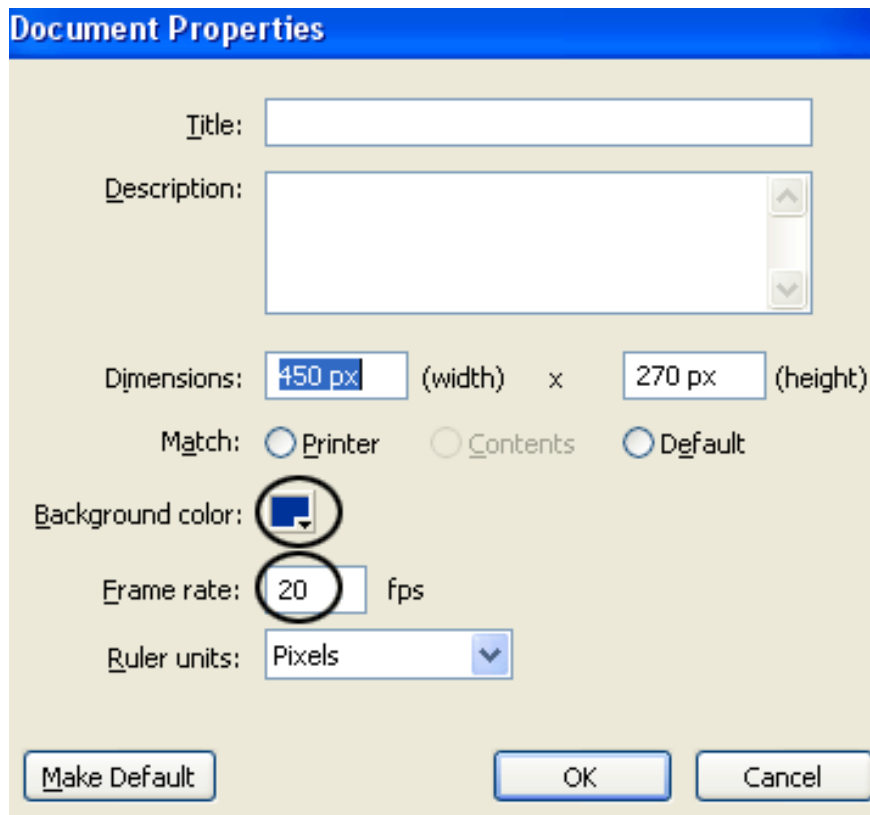 Document Properties
Title:
Description:
Dimensions: 450 px (width) x 270 px (height)
Match: Printer Contents Default
Background color:
Frame rate: 20 fps
Ruler units: Pixels
Make Default OK Cancel